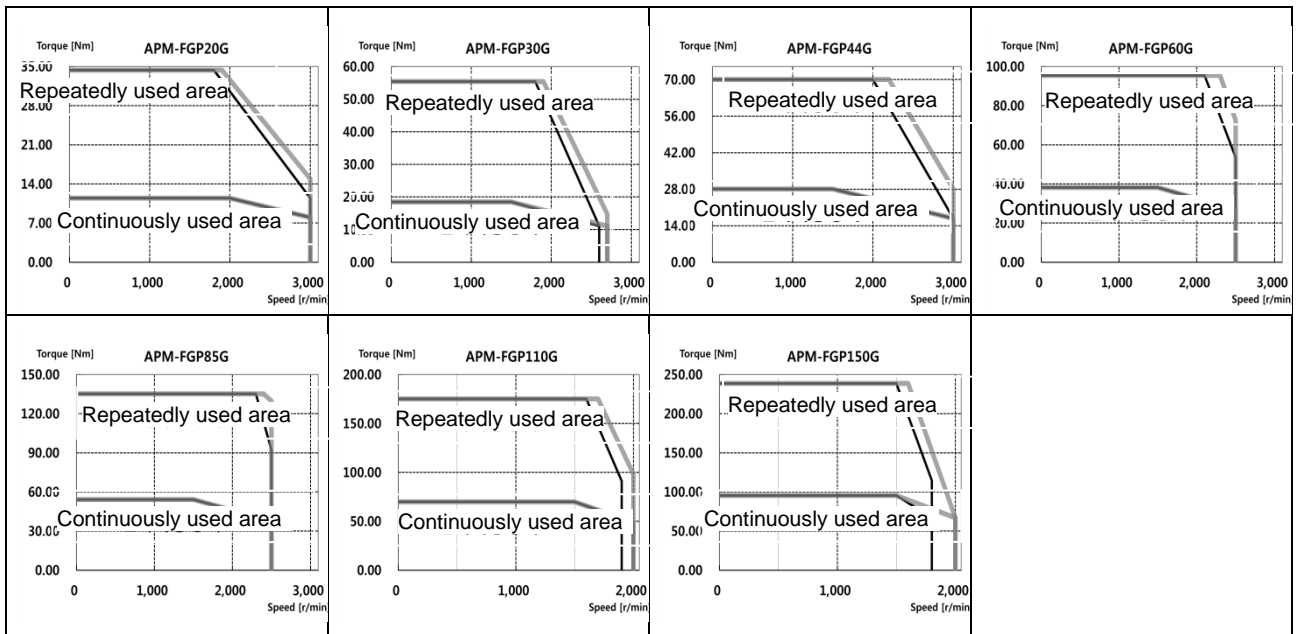 Torque [Nm] APM-FGP20G
35.00
Repeatedly used area
28.00
21.00
14.00
7.00
Continuously used area
0.00
0 1,000 2,000 3,000
Speed [r/min]
Torque [Nm] APM-FGP30G
60.00
50.00
Repeatedly used area
40.00
30.00
20.00
Continuously used area
0.00
0 1,000 2,000 3,000
Speed [r/min]
Torque [Nm] APM-FGP44G
70.00
Repeatedly used area
56.00
42.00
28.00
Continuously used area
14.00
0.00
0 1,000 2,000 3,000
Speed [r/min]
Torque [Nm] APM-FGP60G
100.00
Repeatedly used area
80.00
60.00
40.00
Continuously used area
20.00
0.00
0 1,000 2,000 3,000
Speed [r/min]
Torque [Nm] APM-FGP85G
150.00
120.00
Repeatedly used area
90.00
60.00
Continuously used area
30.00
0.00
0 1,000 2,000 3,000
Speed [r/min]
Torque [Nm] APM-FGP110G
200.00
Repeatedly used area
150.00
100.00
50.00
Continuously used area
0.00
0 1,000 2,000
Speed [r/min]
Torque [Nm] APM-FGP150G
250.00
200.00
Repeatedly used area
150.00
100.00
Continuously used area
50.00
0.00
0 1,000 2,000
Speed [r/min]